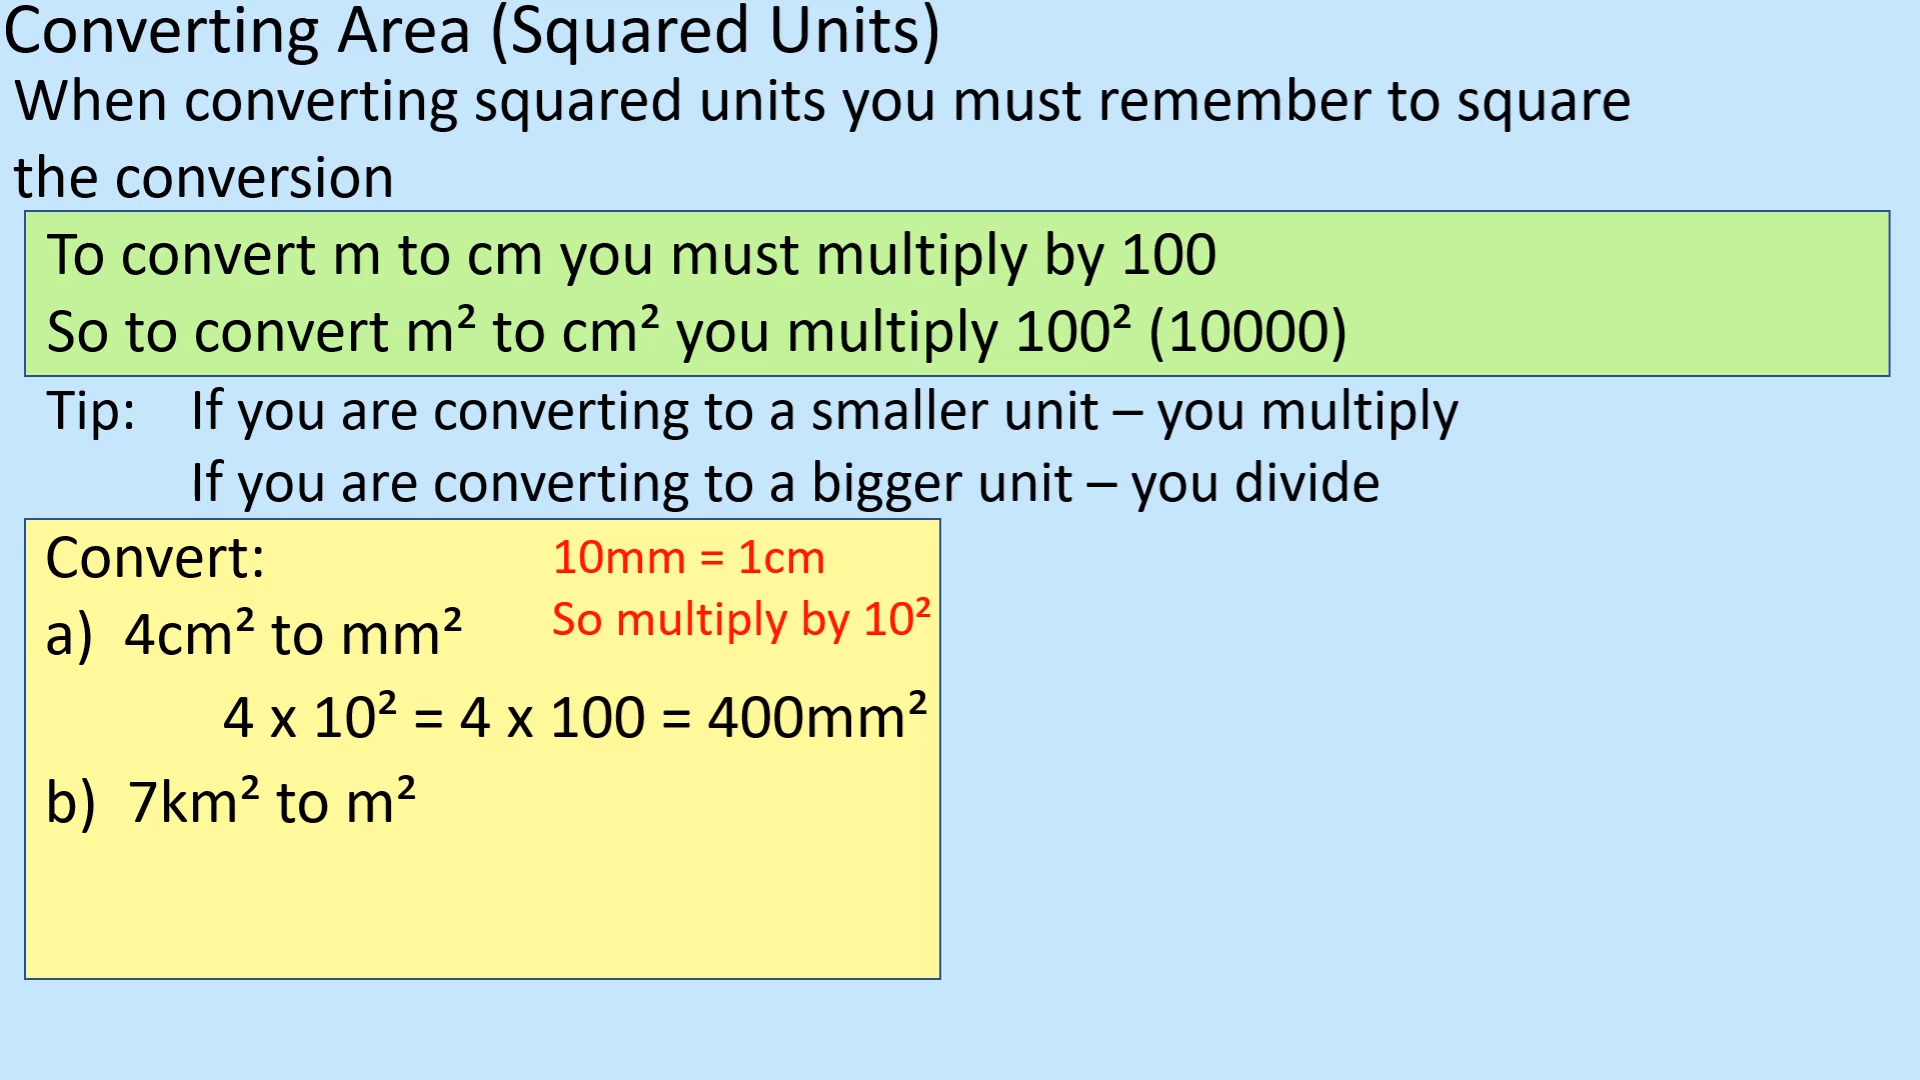 Converting Area (Squared Units)
When converting squared units you must remember to square
the conversion
To convert m to cm you must multiply by 100
So to convert m² to cm² you multiply 100² (10000)
Tip: If you are converting to a smaller unit – you multiply
If you are converting to a bigger unit – you divide
Convert:
10mm = 1cm
So multiply by 10²
a) 4cm² to mm²
4 x 10² = 4 x 100 = 400mm²
b) 7km² to m²